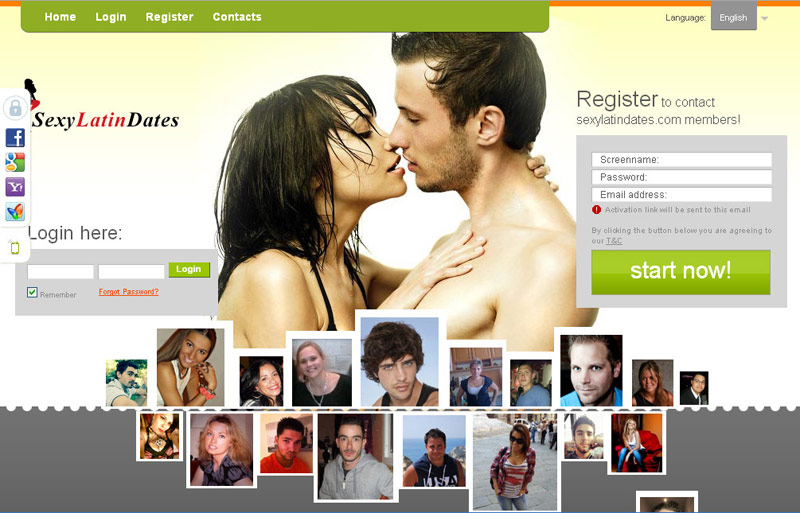 Home Login Register Contacts
Language: English
SexyLatinDates
Register to contact
sexylatindates.com members!
Screenname:
Password:
Email address:
Activation link will be sent to this email
By clicking the button below you are agreeing to
our T&C
start now!
Login here:
Login
Remember
Forgot Password?